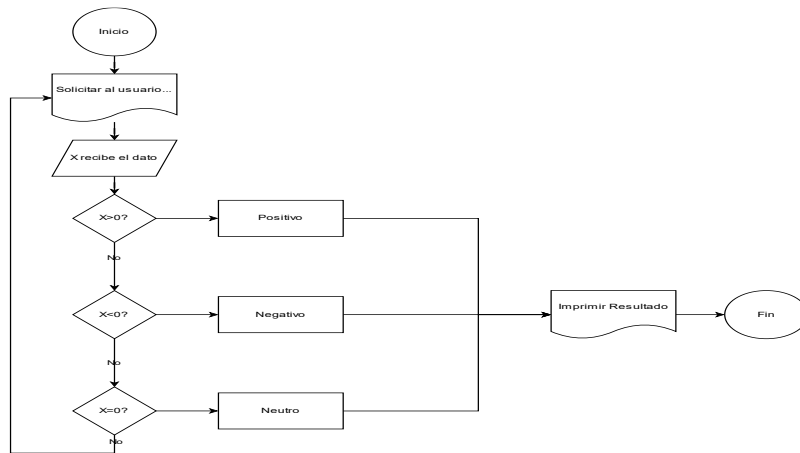 Inicio
Solicitar al usuario...
X recibe el dato
X>0?
Positivo
No
X<0?
Negativo
Imprimir Resultado
Fin
No
X=0?
Neutro
No